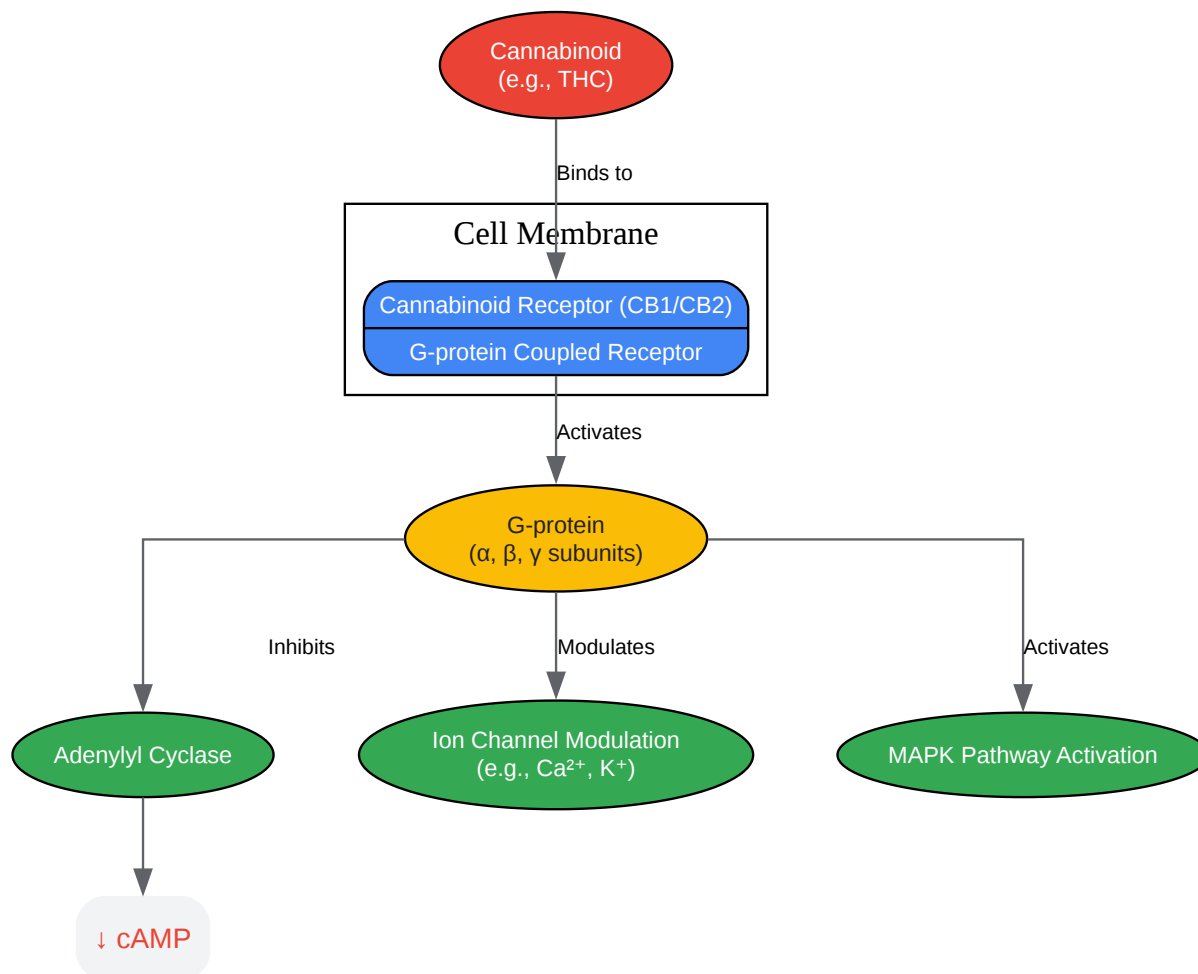 Cannabinoid
(e.g., THC)
Binds to
Cell Membrane
Cannabinoid Receptor (CB1/CB2)
G-protein Coupled Receptor
Activates
G-protein
(α, β, γ subunits)
Inhibits
Modulates
Activates
Adenylyl Cyclase
Ion Channel Modulation
(e.g., Ca²⁺, K⁺)
MAPK Pathway Activation
↓ cAMP